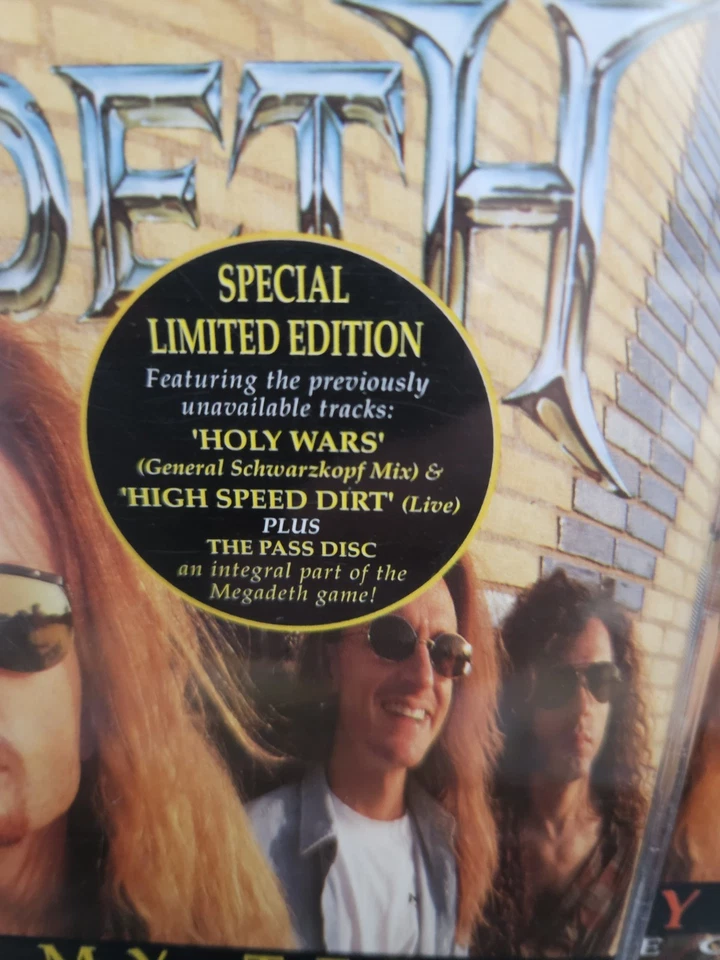 DETH
SPECIAL
LIMITED EDITION
Featuring the previously
unavailable tracks:
'HOLY WARS'
(General Schwarzkopf Mix) &
'HIGH SPEED DIRT' (Live)
PLUS
THE PASS DISC
an integral part of the
Megadeth game!
Y
E C
MY